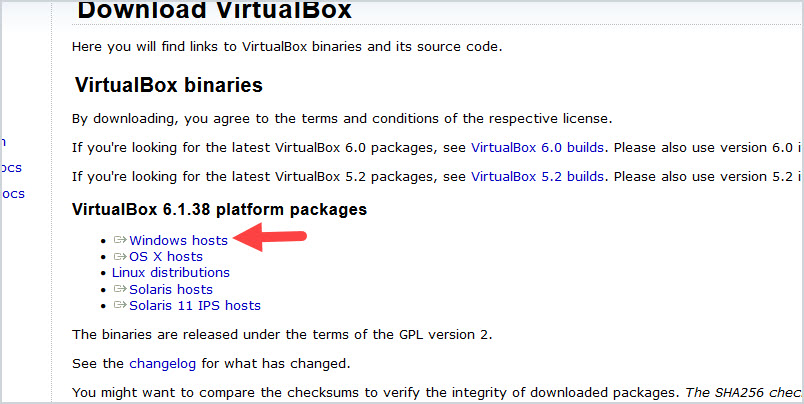 Download VirtualBox
Here you will find links to VirtualBox binaries and its source code.
VirtualBox binaries
By downloading, you agree to the terms and conditions of the respective license.
If you're looking for the latest VirtualBox 6.0 packages, see VirtualBox 6.0 builds. Please also use version 6.0 i
ocs
If you're looking for the latest VirtualBox 5.2 packages, see VirtualBox 5.2 builds. Please also use version 5.2 i
ocs
VirtualBox 6.1.38 platform packages
Windows hosts
OS X hosts
Linux distributions
Solaris hosts
Solaris 11 IPS hosts
The binaries are released under the terms of the GPL version 2.
See the changelog for what has changed.
You might want to compare the checksums to verify the integrity of downloaded packages. The SHA256 chec